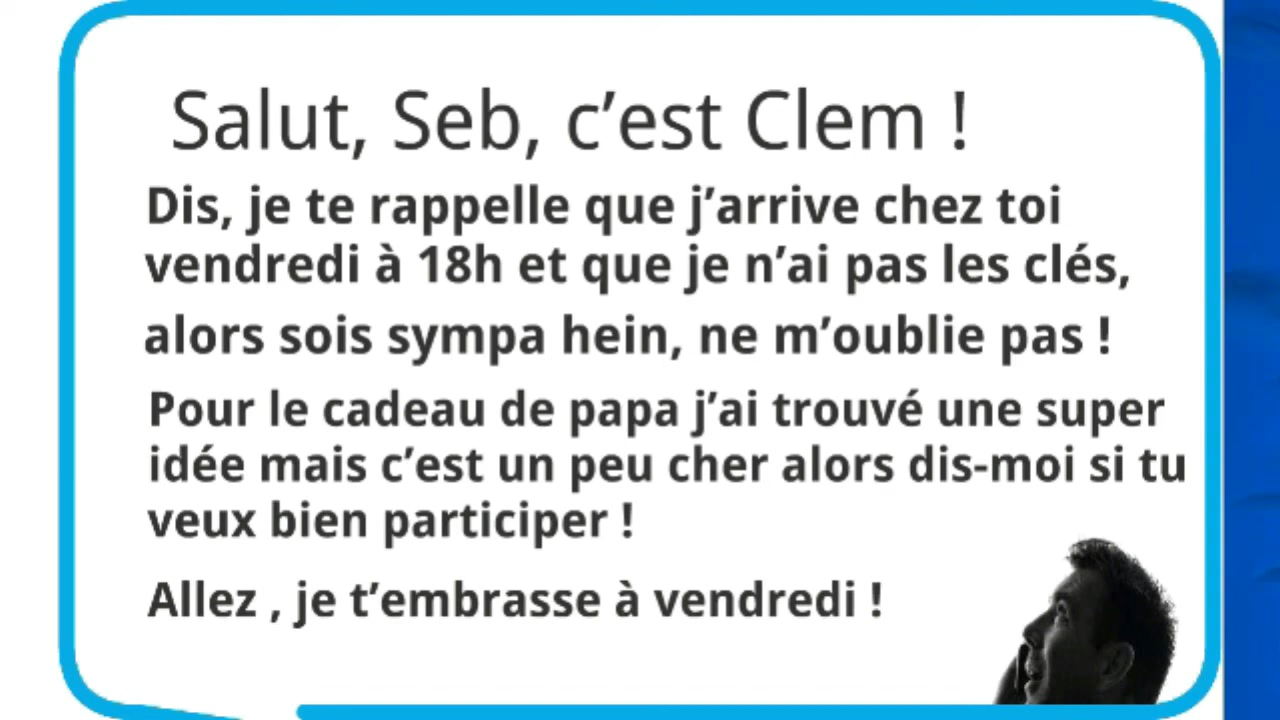 Salut, Seb, c’est Clem !
Dis, je te rappelle que j’arrive chez toi
vendredi à 18h et que je n’ai pas les clés,
alors sois sympa hein, ne m’oublie pas !
Pour le cadeau de papa j’ai trouvé une super
idée mais c’est un peu cher alors dis-moi si tu
veux bien participer !
Allez , je t’embrasse à vendredi !